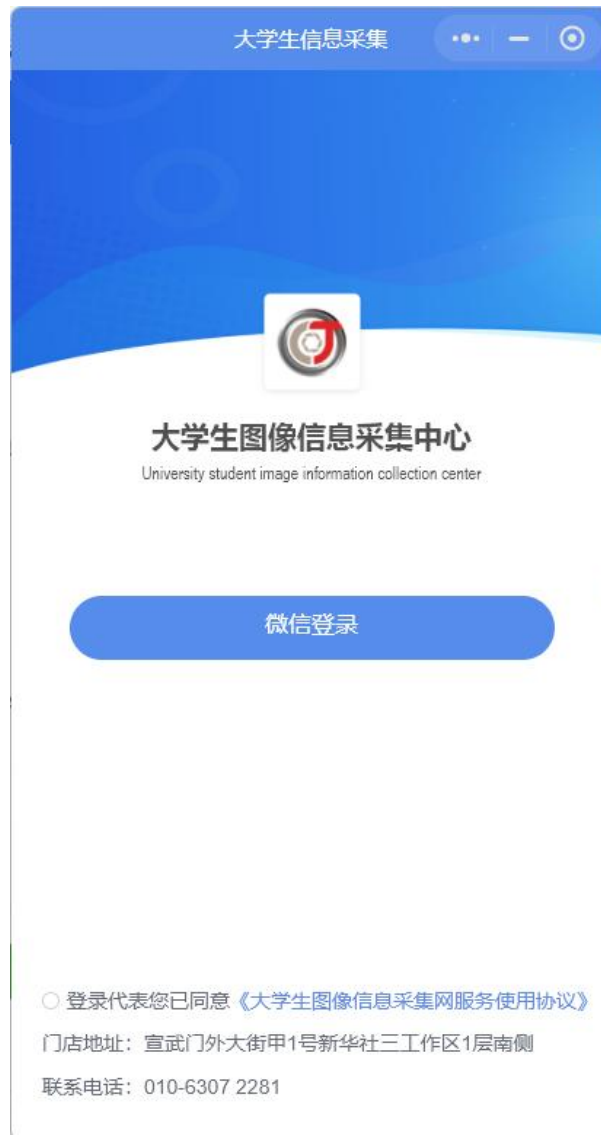 大学生信息采集
大学生图像信息采集中心
University student image information collection center
微信登录
登录代表您已同意《大学生图像信息采集网服务使用协议》
门店地址：宣武门外大街甲1号新华社三工作区1层南侧
联系电话：010-6307 2281